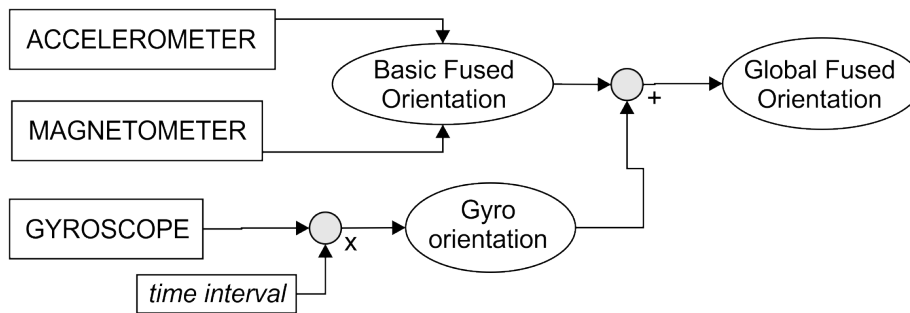 ACCELEROMETER
Basic Fused
Orientation
Global Fused
Orientation
+
MAGNETOMETER
GYROSCOPE
x
Gyro
orientation
time interval